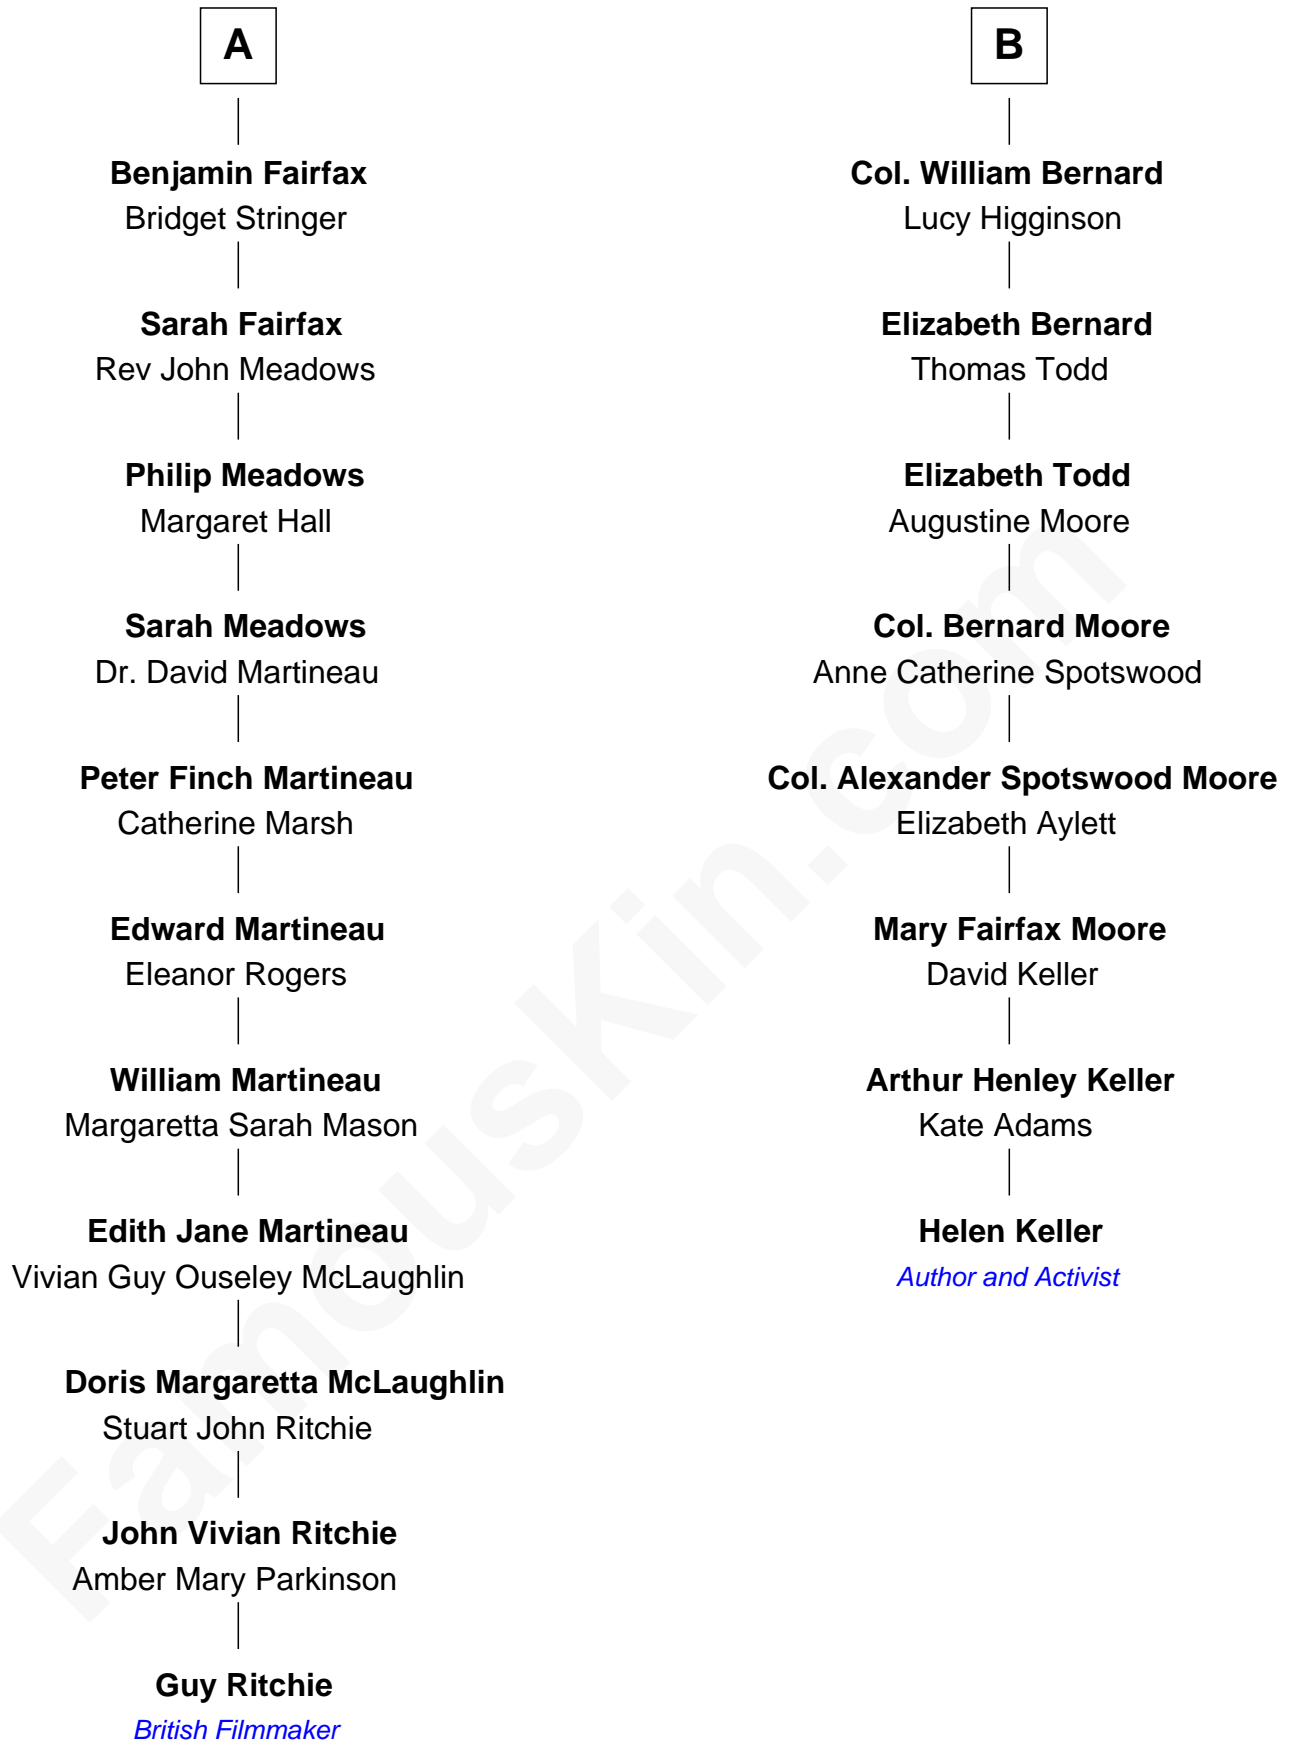 A
Benjamin Fairfax
Bridget Stringer
Sarah Fairfax
Rev John Meadows
Philip Meadows
Margaret Hall
Sarah Meadows
Dr. David Martineau
Peter Finch Martineau
Catherine Marsh
Edward Martineau
Eleanor Rogers
William Martineau
Margaretta Sarah Mason
Edith Jane Martineau
Vivian Guy Ouseley McLaughlin
Doris Margaretta McLaughlin
Stuart John Ritchie
John Vivian Ritchie
Amber Mary Parkinson
Guy Ritchie
British Filmmaker
B
Col. William Bernard
Lucy Higginson
Elizabeth Bernard
Thomas Todd
Elizabeth Todd
Augustine Moore
Col. Bernard Moore
Anne Catherine Spotswood
Col. Alexander Spotswood Moore
Elizabeth Aylett
Mary Fairfax Moore
David Keller
Arthur Henley Keller
Kate Adams
Helen Keller
Author and Activist
FamousKin.com